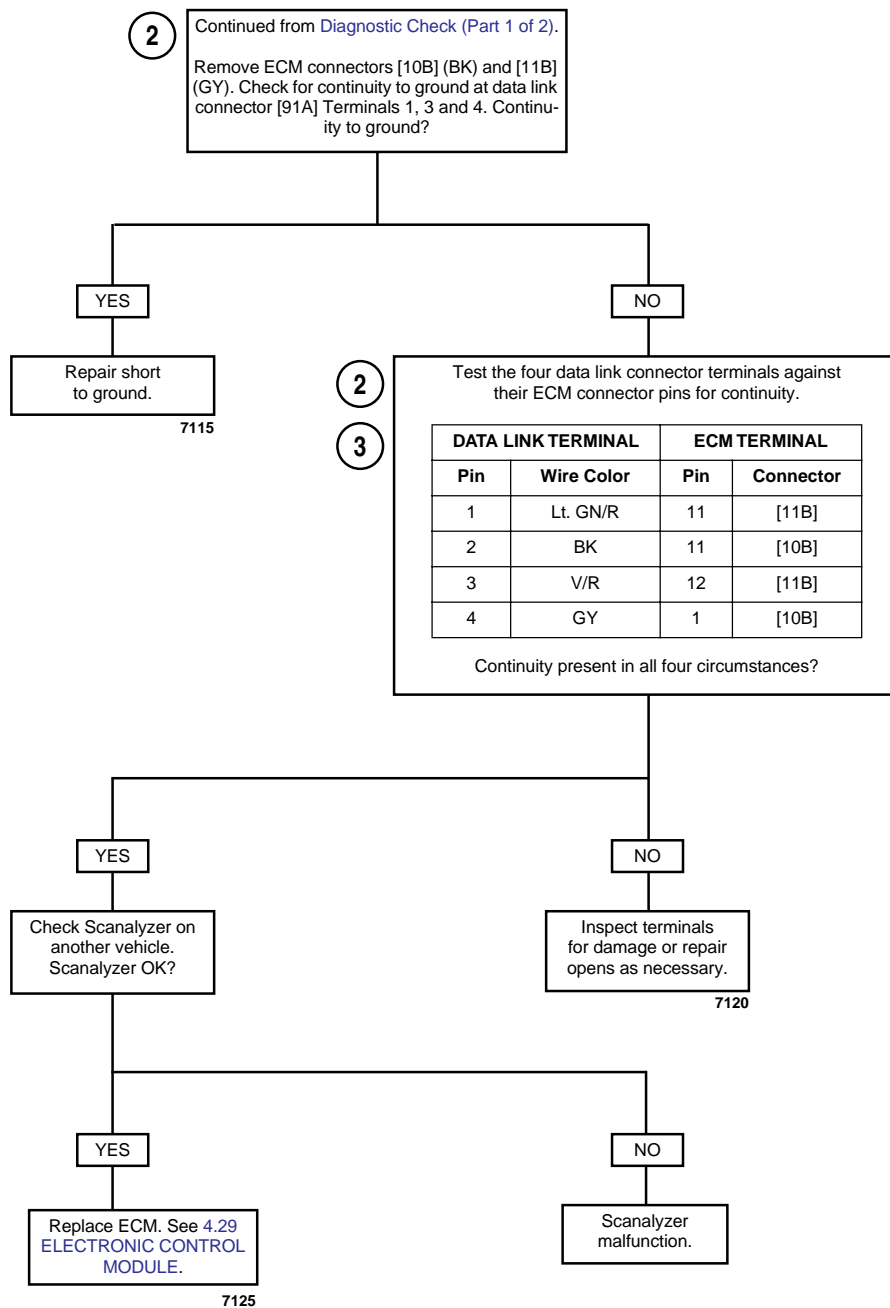 2
Continued from Diagnostic Check (Part 1 of 2).
Remove ECM connectors [10B] (BK) and [11B]
(GY). Check for continuity to ground at data link
connector [91A] Terminals 1, 3 and 4. Continu-
ity to ground?
YES
NO
Repair short
to ground.
7115
2
3
Test the four data link connector terminals against
their ECM connector pins for continuity.
DATA LINK TERMINAL ECM TERMINAL
Pin Wire Color Pin Connector
1 Lt. GN/R 11 [11B]
2 BK 11 [10B]
3 V/R 12 [11B]
4 GY 1 [10B]
Continuity present in all four circumstances?
YES
NO
Check Scanalyzer on
another vehicle.
Scanalyzer OK?
Inspect terminals
for damage or repair
opens as necessary.
7120
YES
NO
Replace ECM. See 4.29
ELECTRONIC CONTROL
MODULE.
7125
Scanalyzer
malfunction.